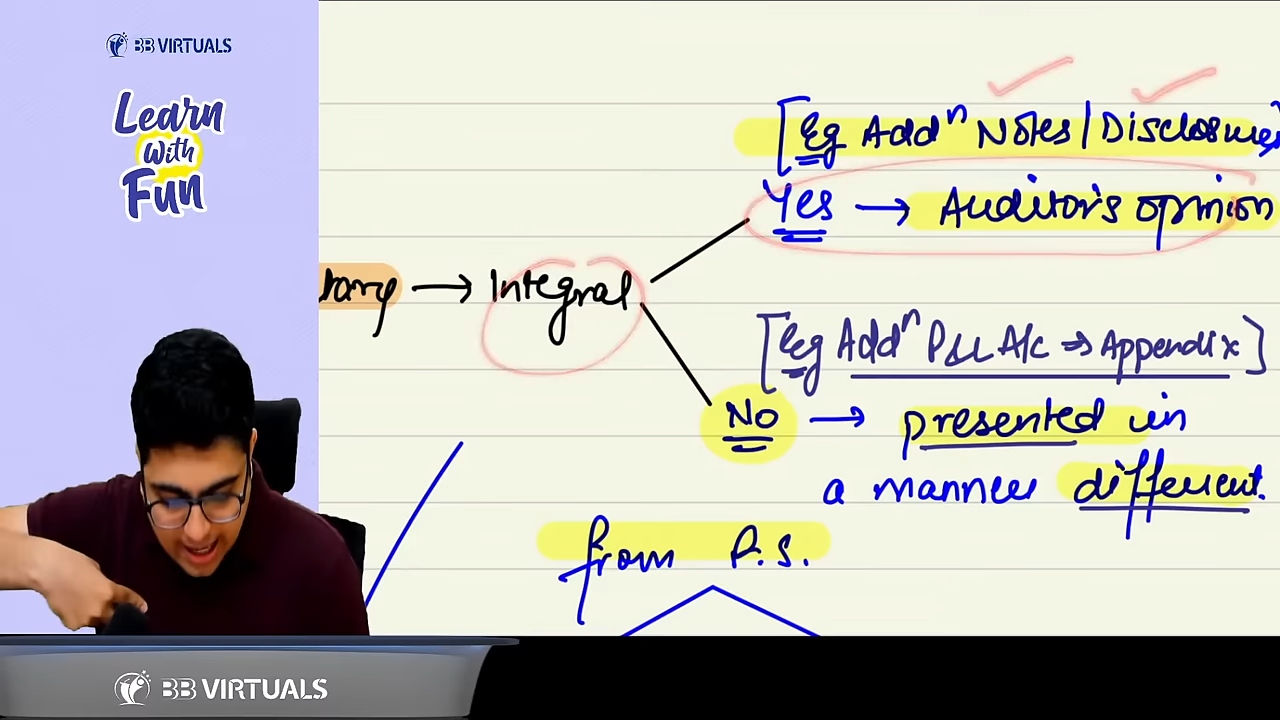 BB VIRTUALS
Learn
With
Fun
[Eg Addⁿ Notes / Disclosures]
Yes → Auditor's opinion
tary → Integral
[Eg Addⁿ P&L A/c ⇒ Appendix]
No → presented in
a manner different
from F.S.
BB VIRTUALS